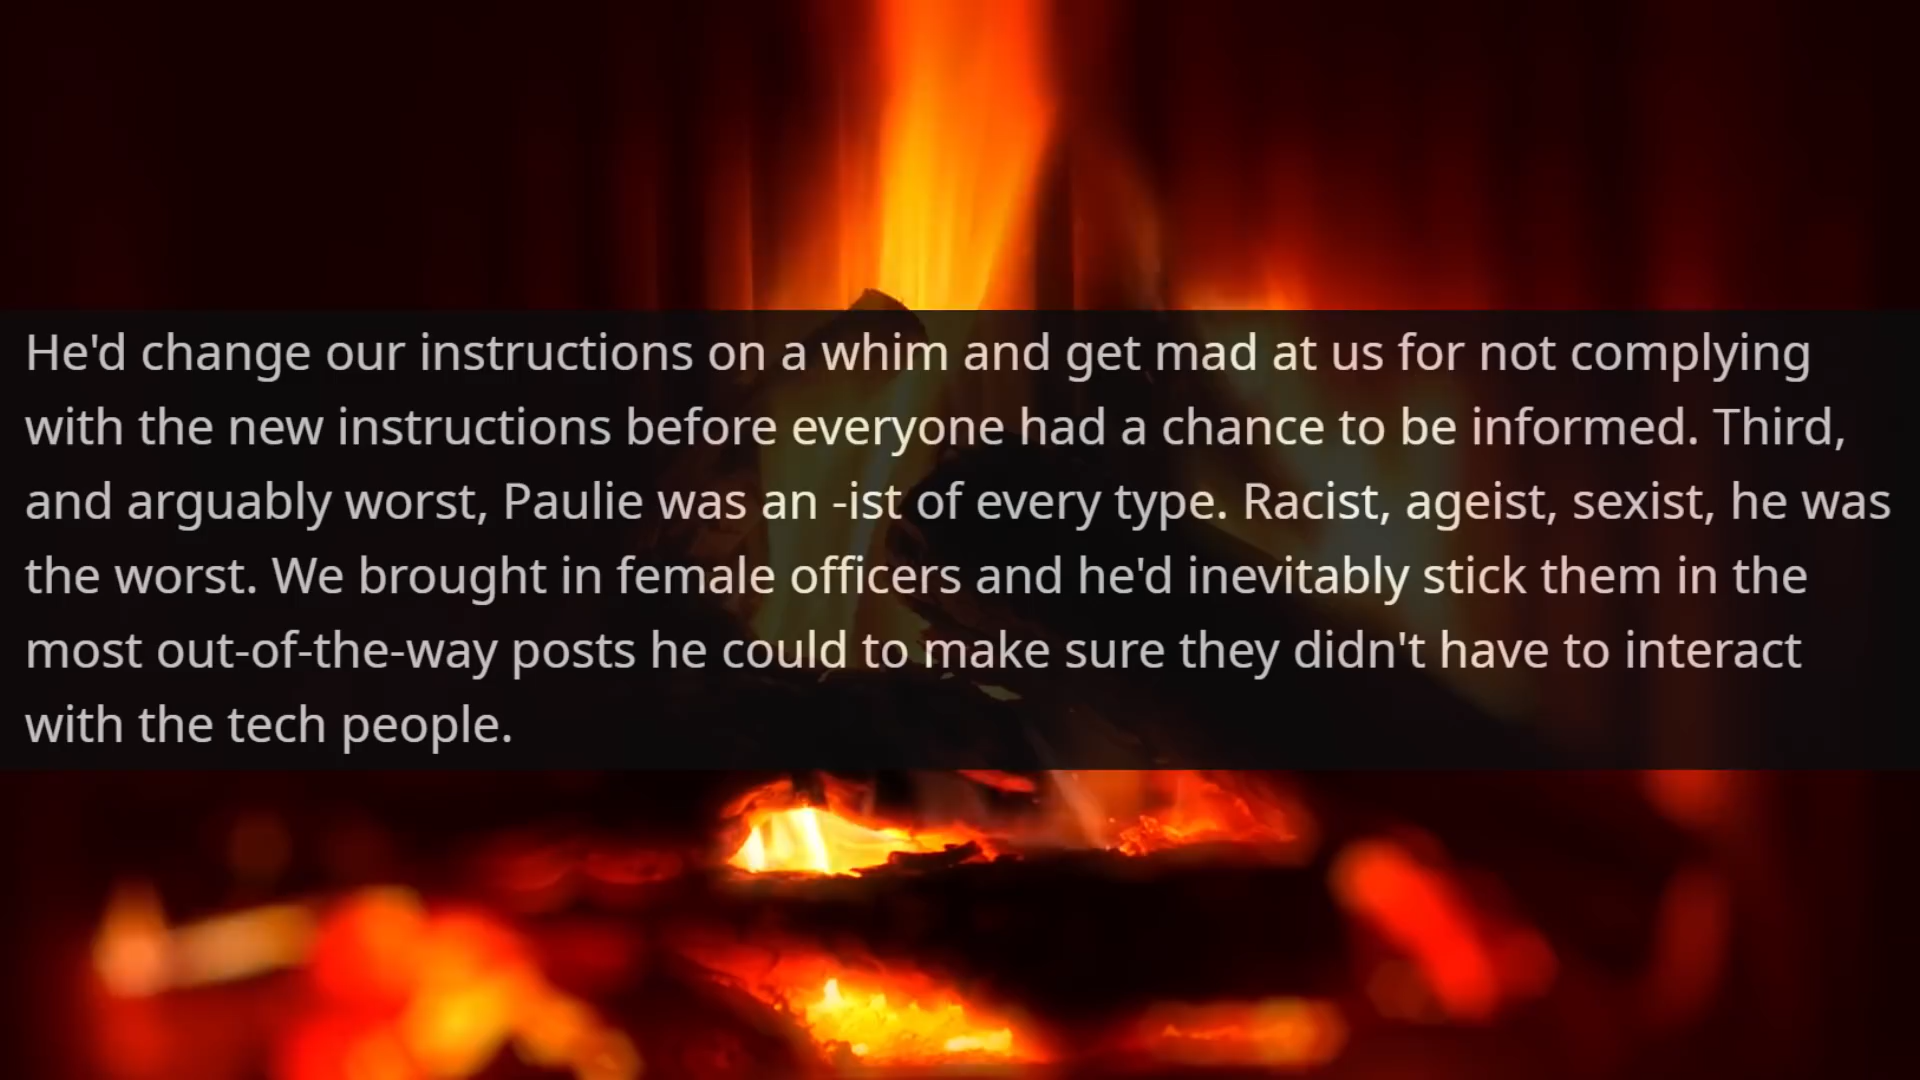 He'd change our instructions on a whim and get mad at us for not complying
with the new instructions before everyone had a chance to be informed. Third,
and arguably worst, Paulie was an -ist of every type. Racist, ageist, sexist, he was
the worst. We brought in female officers and he'd inevitably stick them in the
most out-of-the-way posts he could to make sure they didn't have to interact
with the tech people.